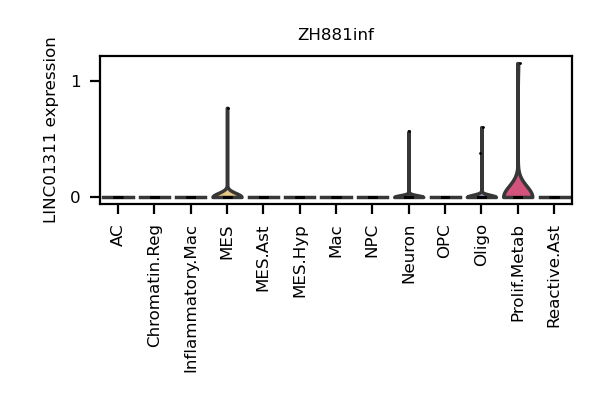 ZH881inf
LINC01311 expression
1
0
AC
Chromatin.Reg
Inflammatory.Mac
MES
MES.Ast
MES.Hyp
Mac
NPC
Neuron
OPC
Oligo
Prolif.Metab
Reactive.Ast